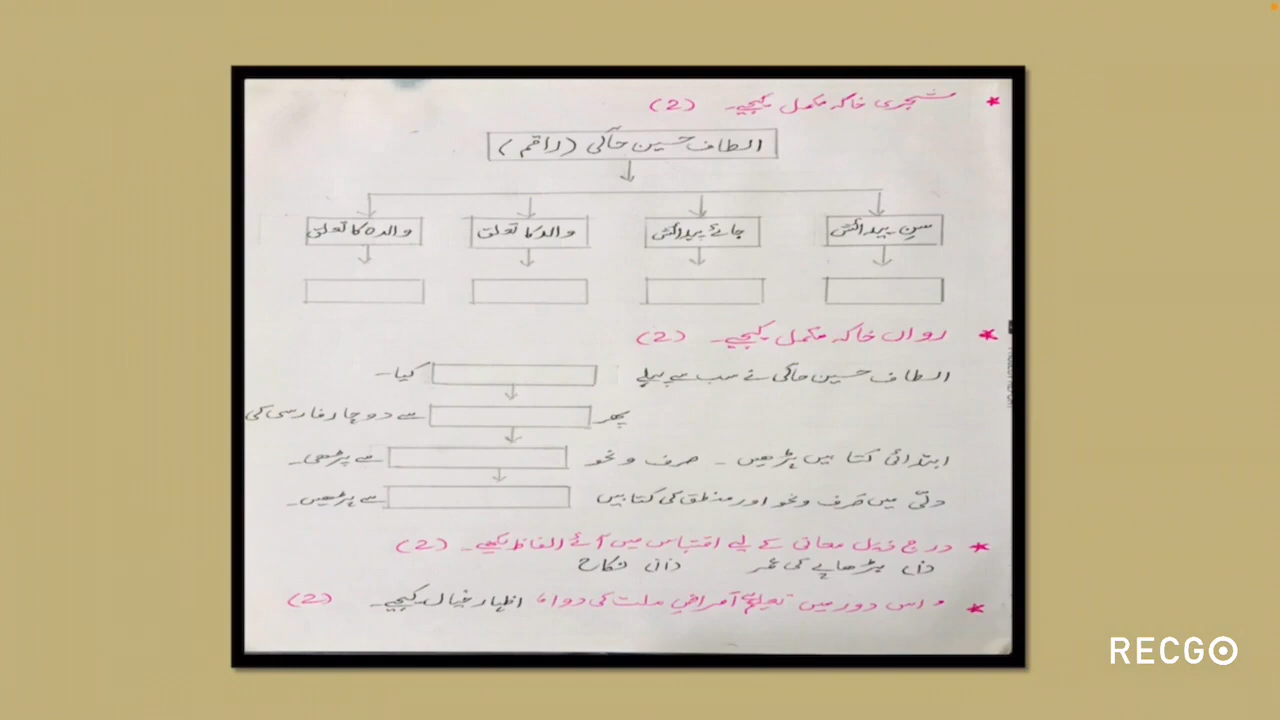 * شجری خاکہ مکمل کیجیے۔ (2)
الطاف حسین حالی (راقم)
سنِ پیدائش جائے پیدائش والد کا تعلق والدہ کا تعلق
* رواں خاکہ مکمل کیجیے۔ (2)
الطاف حسین حالی نے سب سے پہلے کیا۔
پھر سے دو چار فارسی کی
ابتدائی کتابیں پڑھیں۔ صرف و نحو سے پڑھی۔
دلّی میں صرف و نحو اور منطق کی کتابیں سے پڑھیں۔
* درج ذیل معانی کے لیے اقتباس میں آئے الفاظ لکھیے۔ (2)
بڑھاپے کی عمر نکاح
* اس دور میں تعلیم ہے امراضِ ملت کی دوا، اظہارِ خیال کیجیے۔ (2)
RECGO